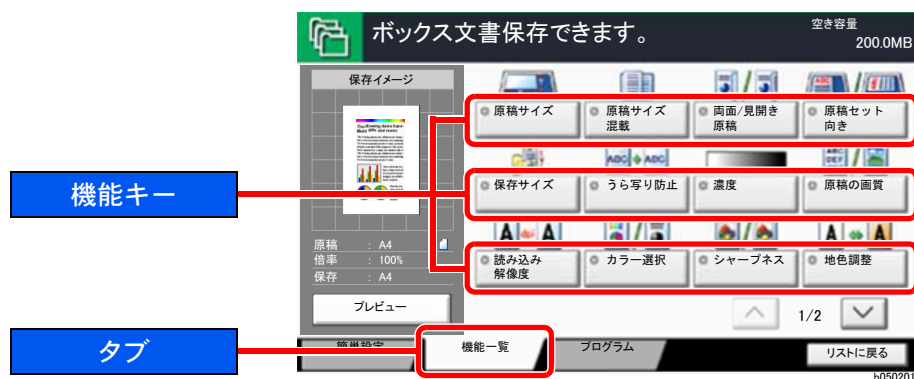 ボックス文書保存できます。
空き容量
200.0MB
保存イメージ
原稿サイズ
原稿サイズ
混載
両面/見開き
原稿
原稿セット
向き
機能キー
保存サイズ
うら写り防止
濃度
原稿の画質
原稿 : A4
倍率 : 100%
保存 : A4
読み込み
解像度
カラー選択
シャープネス
地色調整
プレビュー
1/2
タブ
簡単設定
機能一覧
プログラム
リストに戻る
b050201